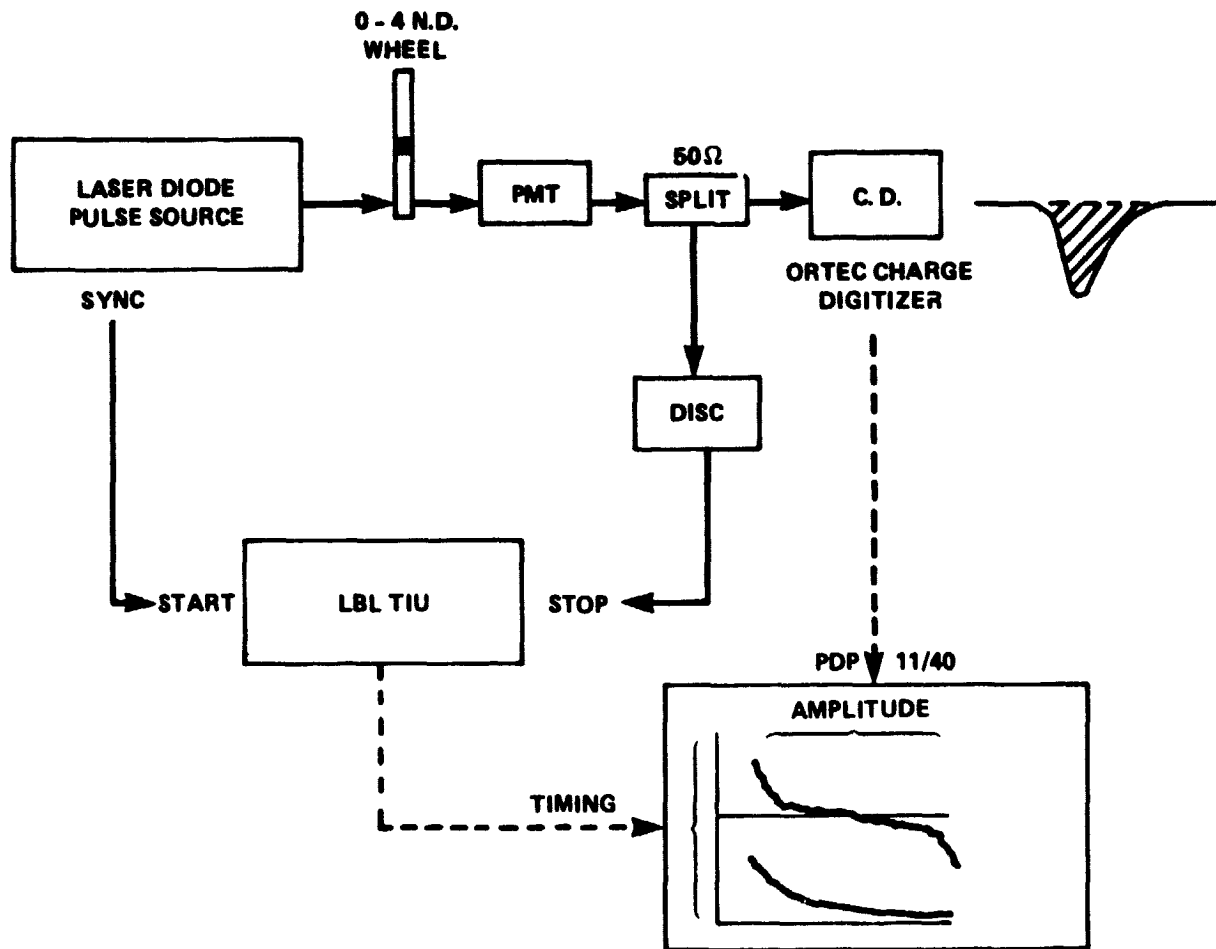 0 - 4 N.D.
WHEEL
LASER DIODE
PULSE SOURCE
PMT
50Ω
SPLIT
C. D.
ORTEC CHARGE
DIGITIZER
SYNC
DISC
START
LBL TIU
STOP
PDP 11/40
AMPLITUDE
TIMING